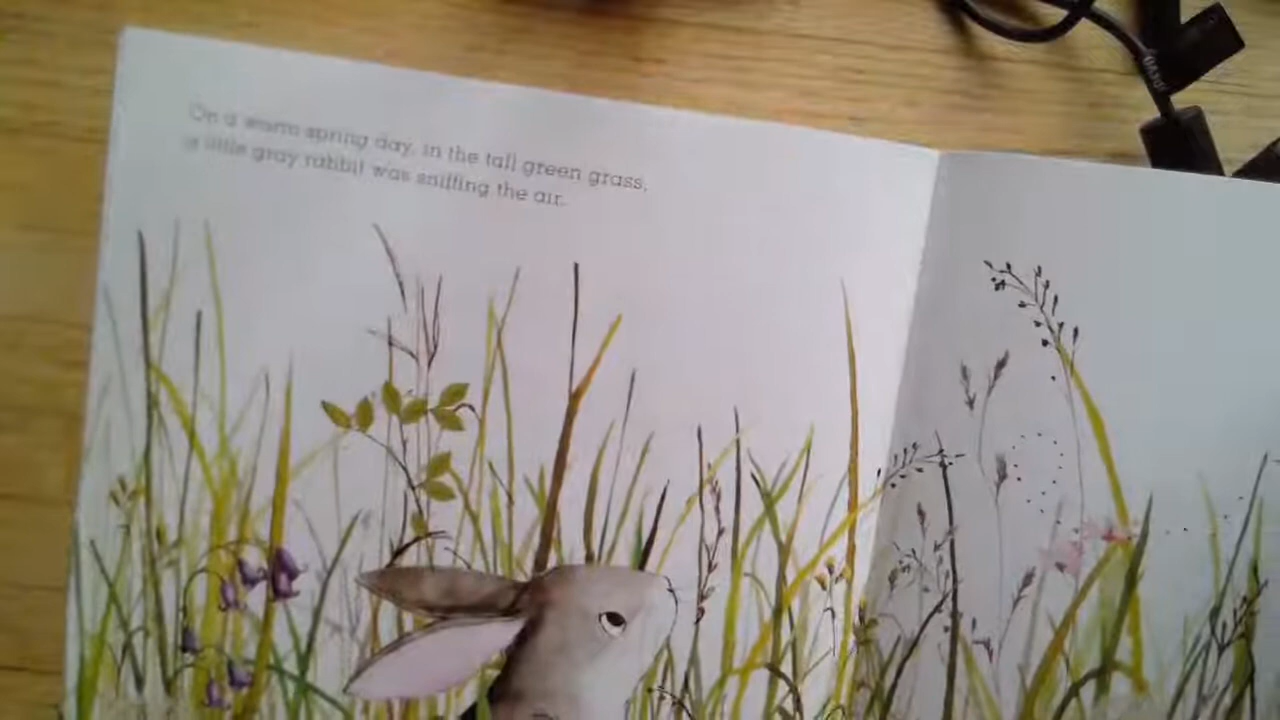 On a warm spring day, in the tall green grass,
a little gray rabbit was sniffing the air.